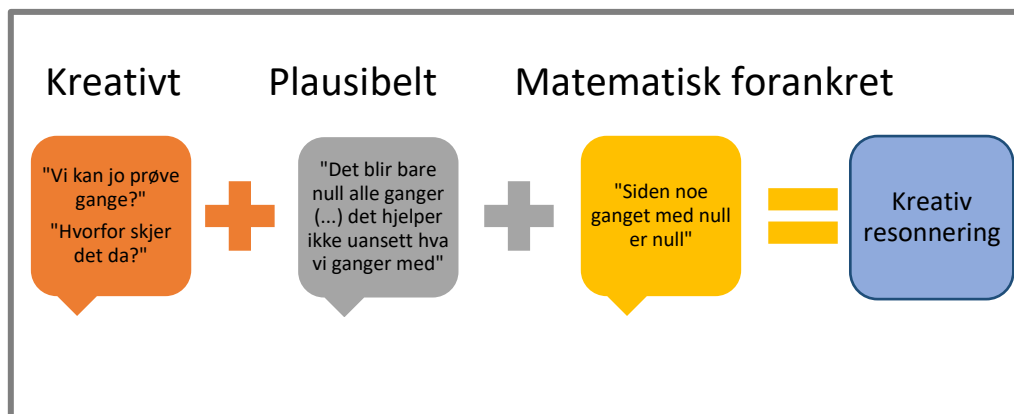 Kreativt
Plausibelt
Matematisk forankret
"Vi kan jo prøve
gange?"
"Hvorfor skjer
det da?"
"Det blir bare
null alle ganger
(...) det hjelper
ikke uansett hva
vi ganger med"
"Siden noe
ganget med null
er null"
Kreativ
resonnering